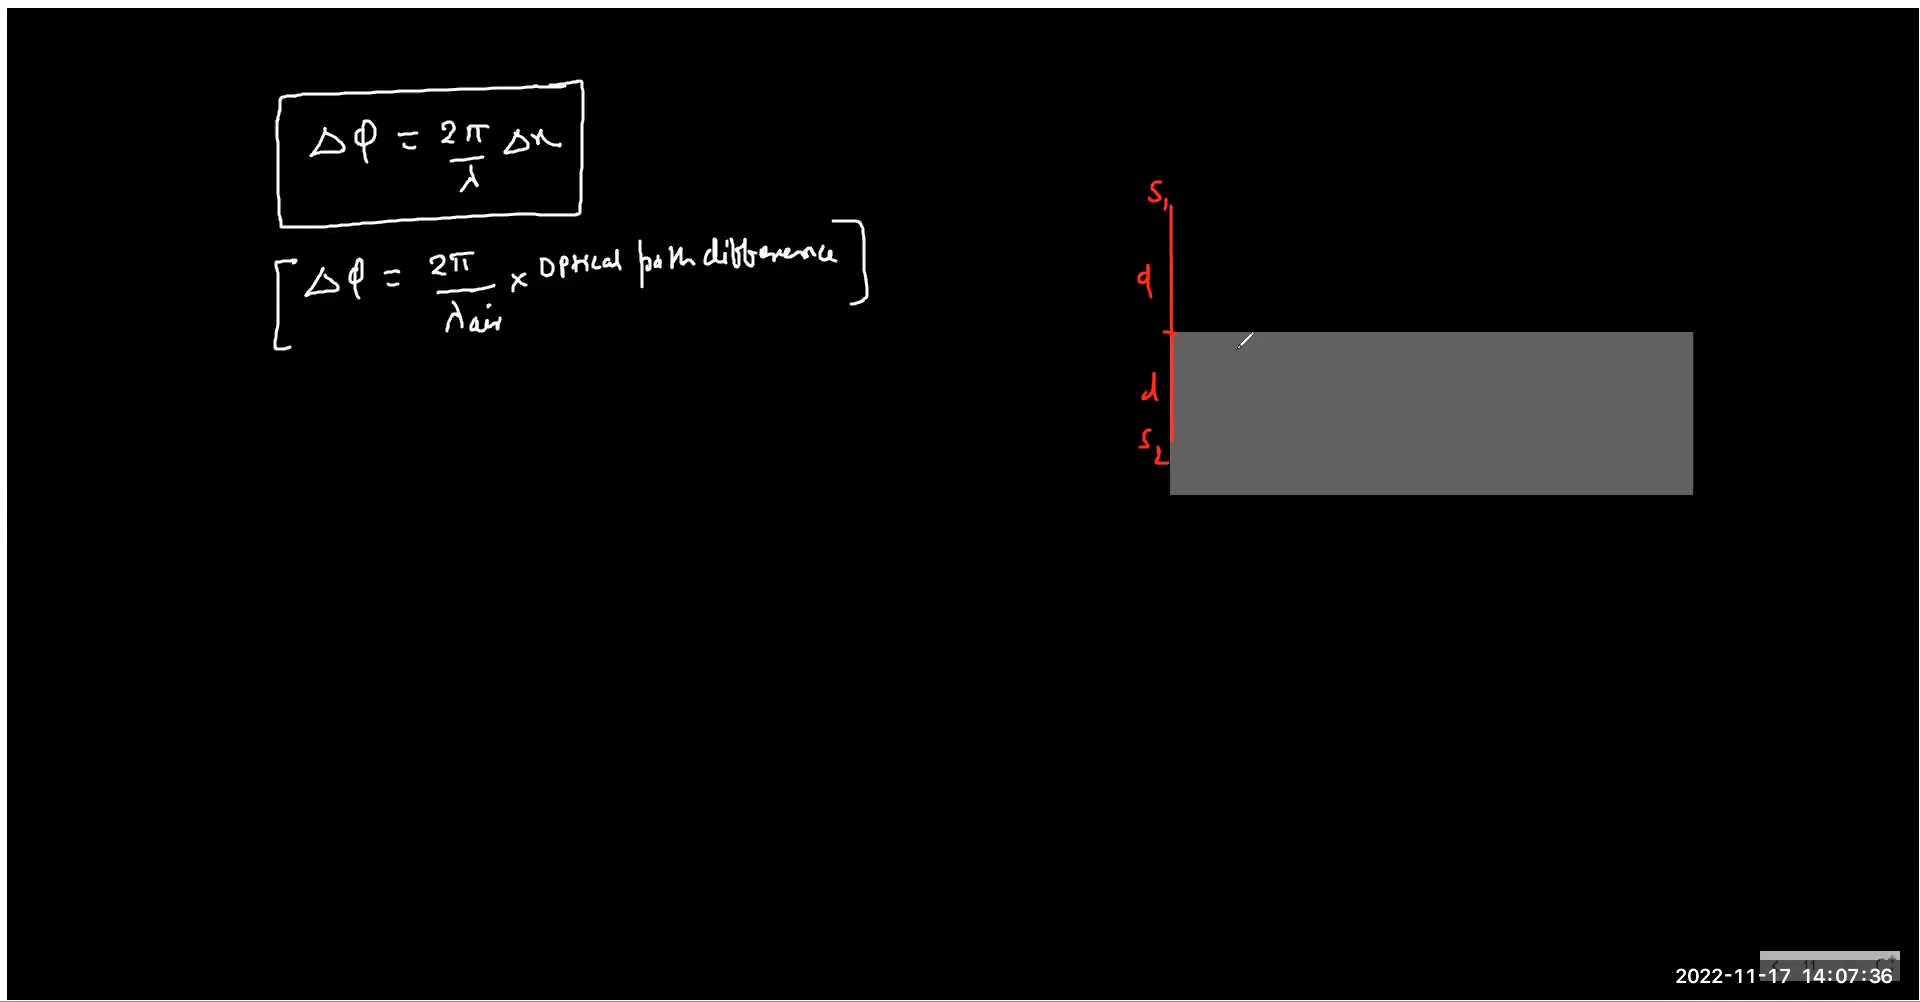 Δφ = 2π/λ Δx
[Δφ = 2π/λair × Optical path difference]
S1
d
d
S2
2022-11-17 14:07:36